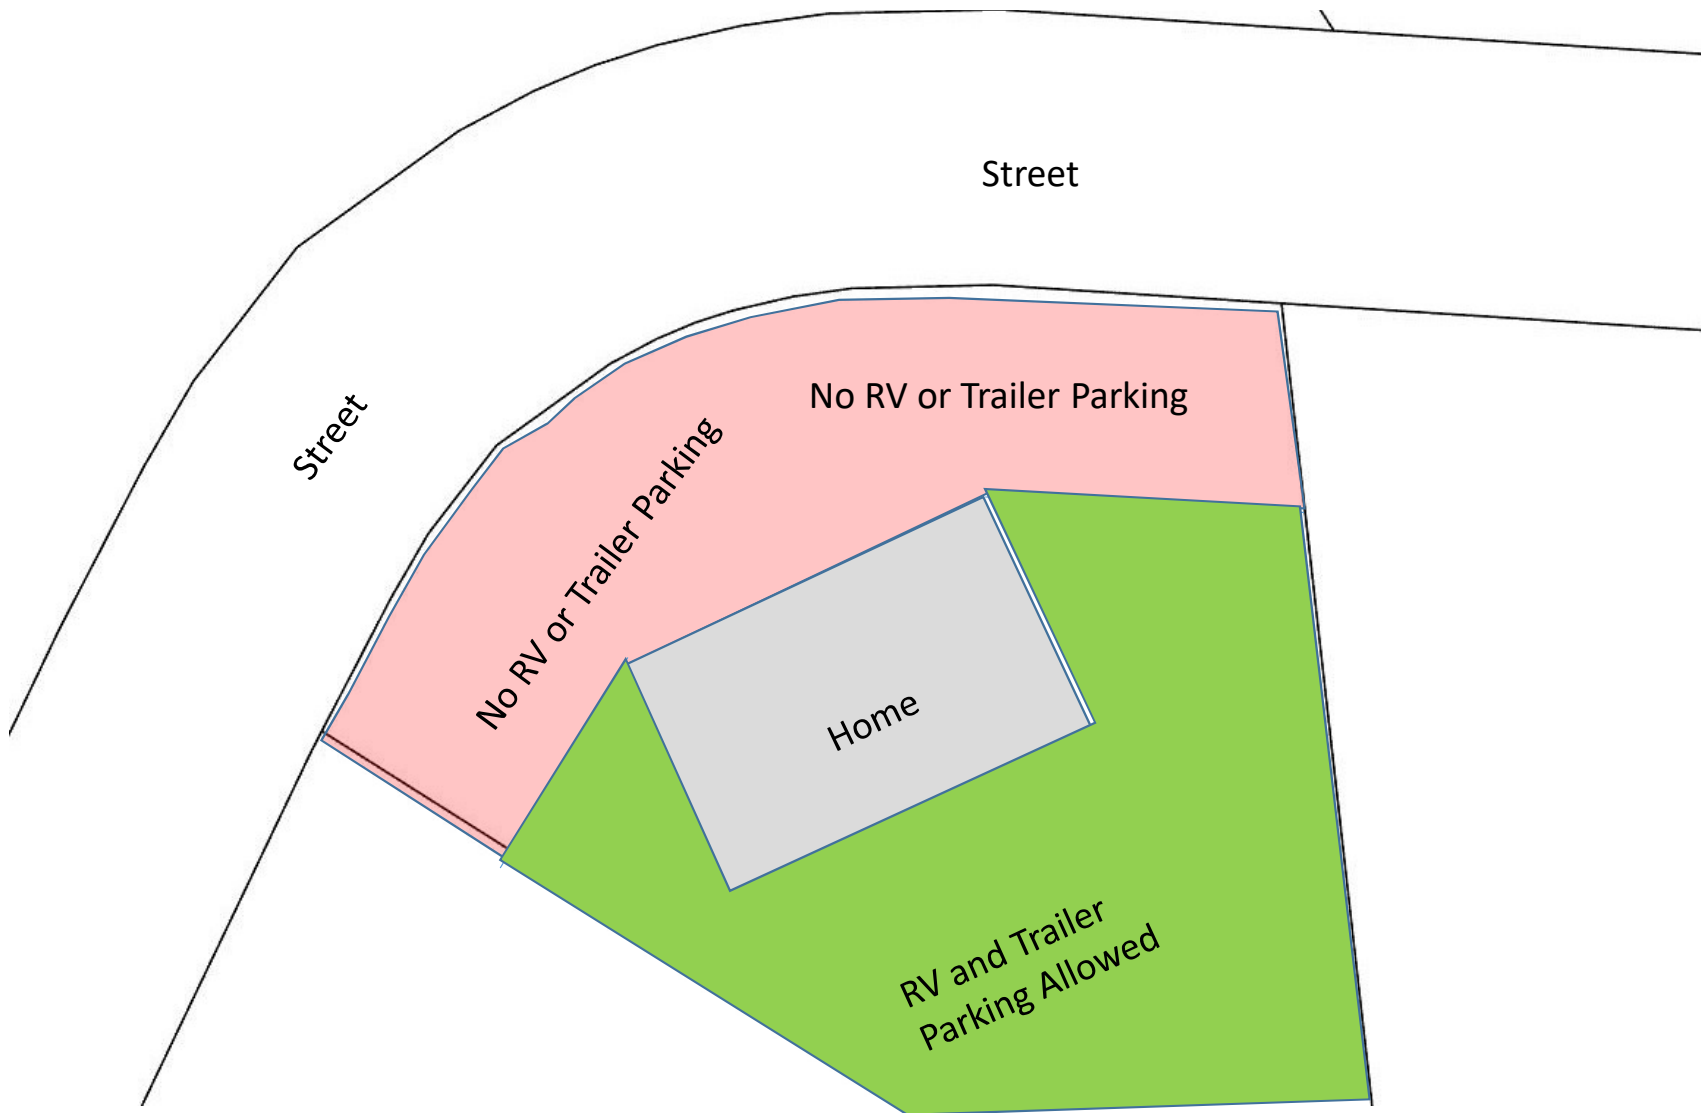 Street
Street
No RV or Trailer Parking
No RV or Trailer Parking
Home
RV and Trailer
Parking Allowed